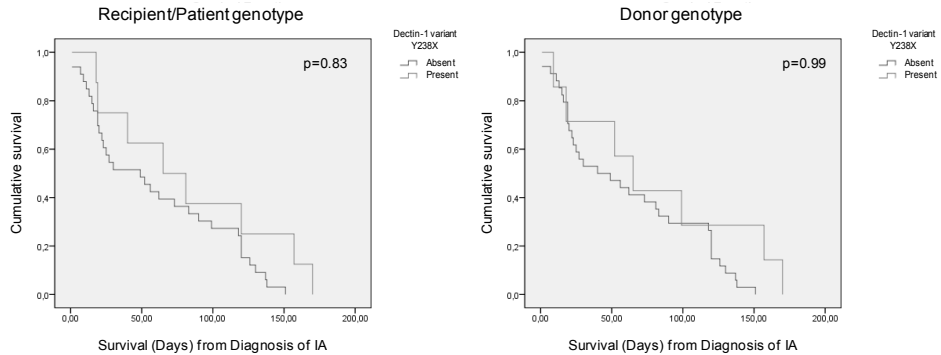 Recipient/Patient genotype
Dectin-1 variant
Y238X
Absent
Present
p=0.83
Cumulative survival
1,0
0,8
0,6
0,4
0,2
0,0
0,00 50,00 100,00 150,00 200,00
Survival (Days) from Diagnosis of IA
Donor genotype
Dectin-1 variant
Y238X
Absent
Present
p=0.99
Cumulative survival
1,0
0,8
0,6
0,4
0,2
0,0
0,00 50,00 100,00 150,00 200,00
Survival (Days) from Diagnosis of IA